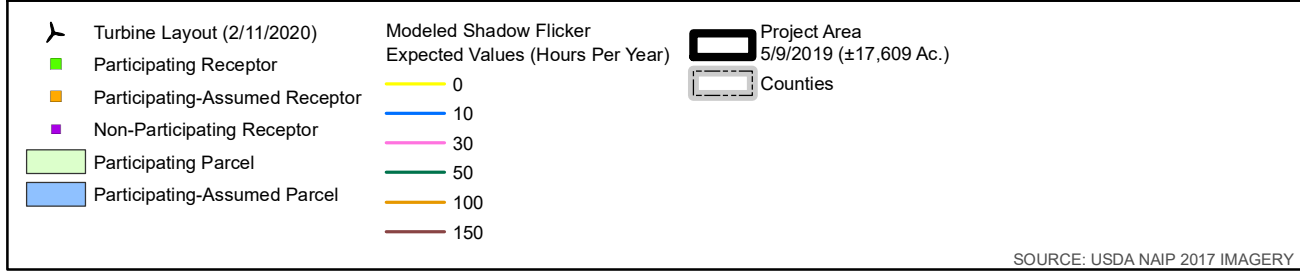 Turbine Layout (2/11/2020)
Participating Receptor
Participating-Assumed Receptor
Non-Participating Receptor
Participating Parcel
Participating-Assumed Parcel
Modeled Shadow Flicker
Expected Values (Hours Per Year)
0
10
30
50
100
150
Project Area
5/9/2019 (±17,609 Ac.)
Counties
SOURCE: USDA NAIP 2017 IMAGERY